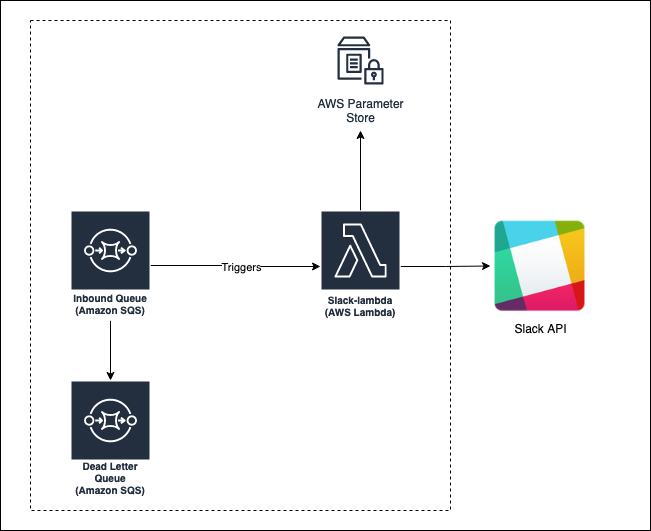 AWS Parameter
Store
Triggers
Inbound Queue
(Amazon SQS)
Slack-lambda
(AWS Lambda)
Slack API
Dead Letter
Queue
(Amazon SQS)